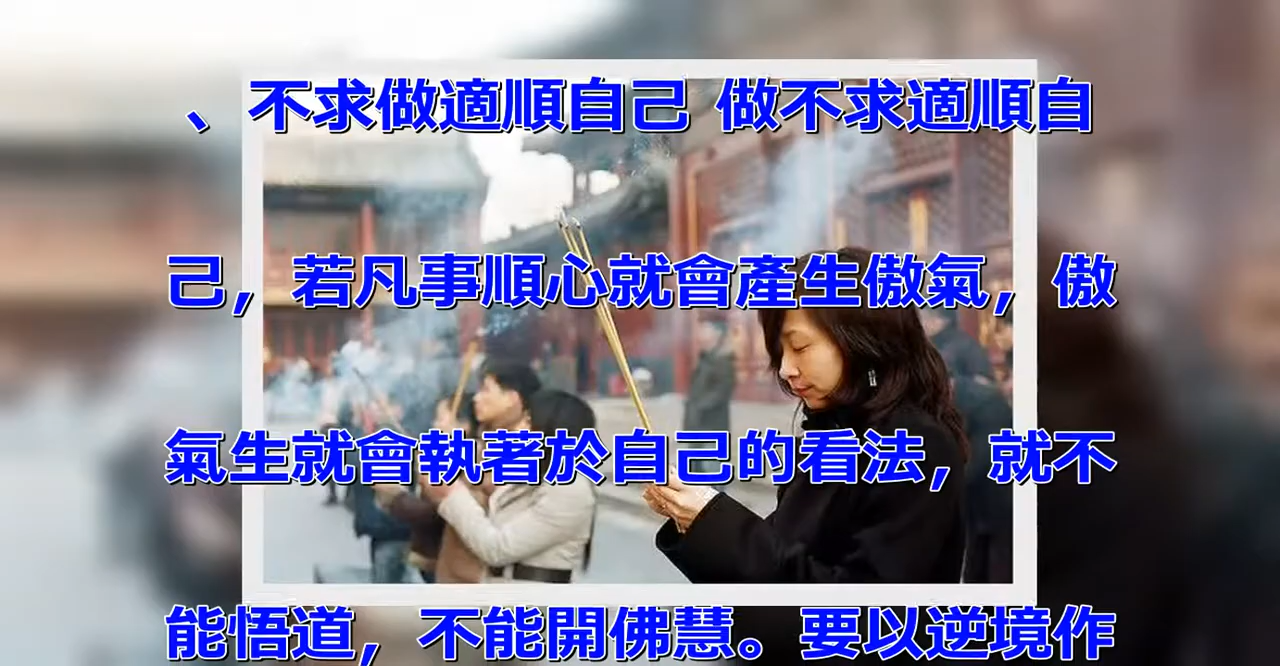 、不求做適順自己 做不求適順自
己，若凡事順心就會產生傲氣，傲
氣生就會執著於自己的看法，就不
能悟道，不能開佛慧。要以逆境作